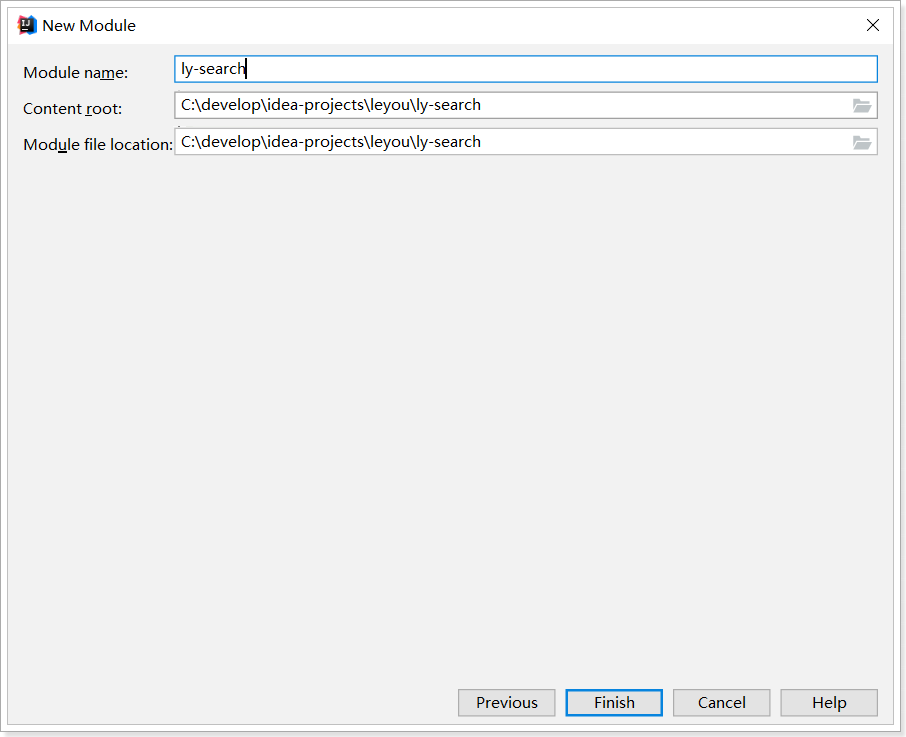 New Module
Module name: ly-search
Content root: C:\develop\idea-projects\leyou\ly-search
Module file location: C:\develop\idea-projects\leyou\ly-search
Previous Finish Cancel Help